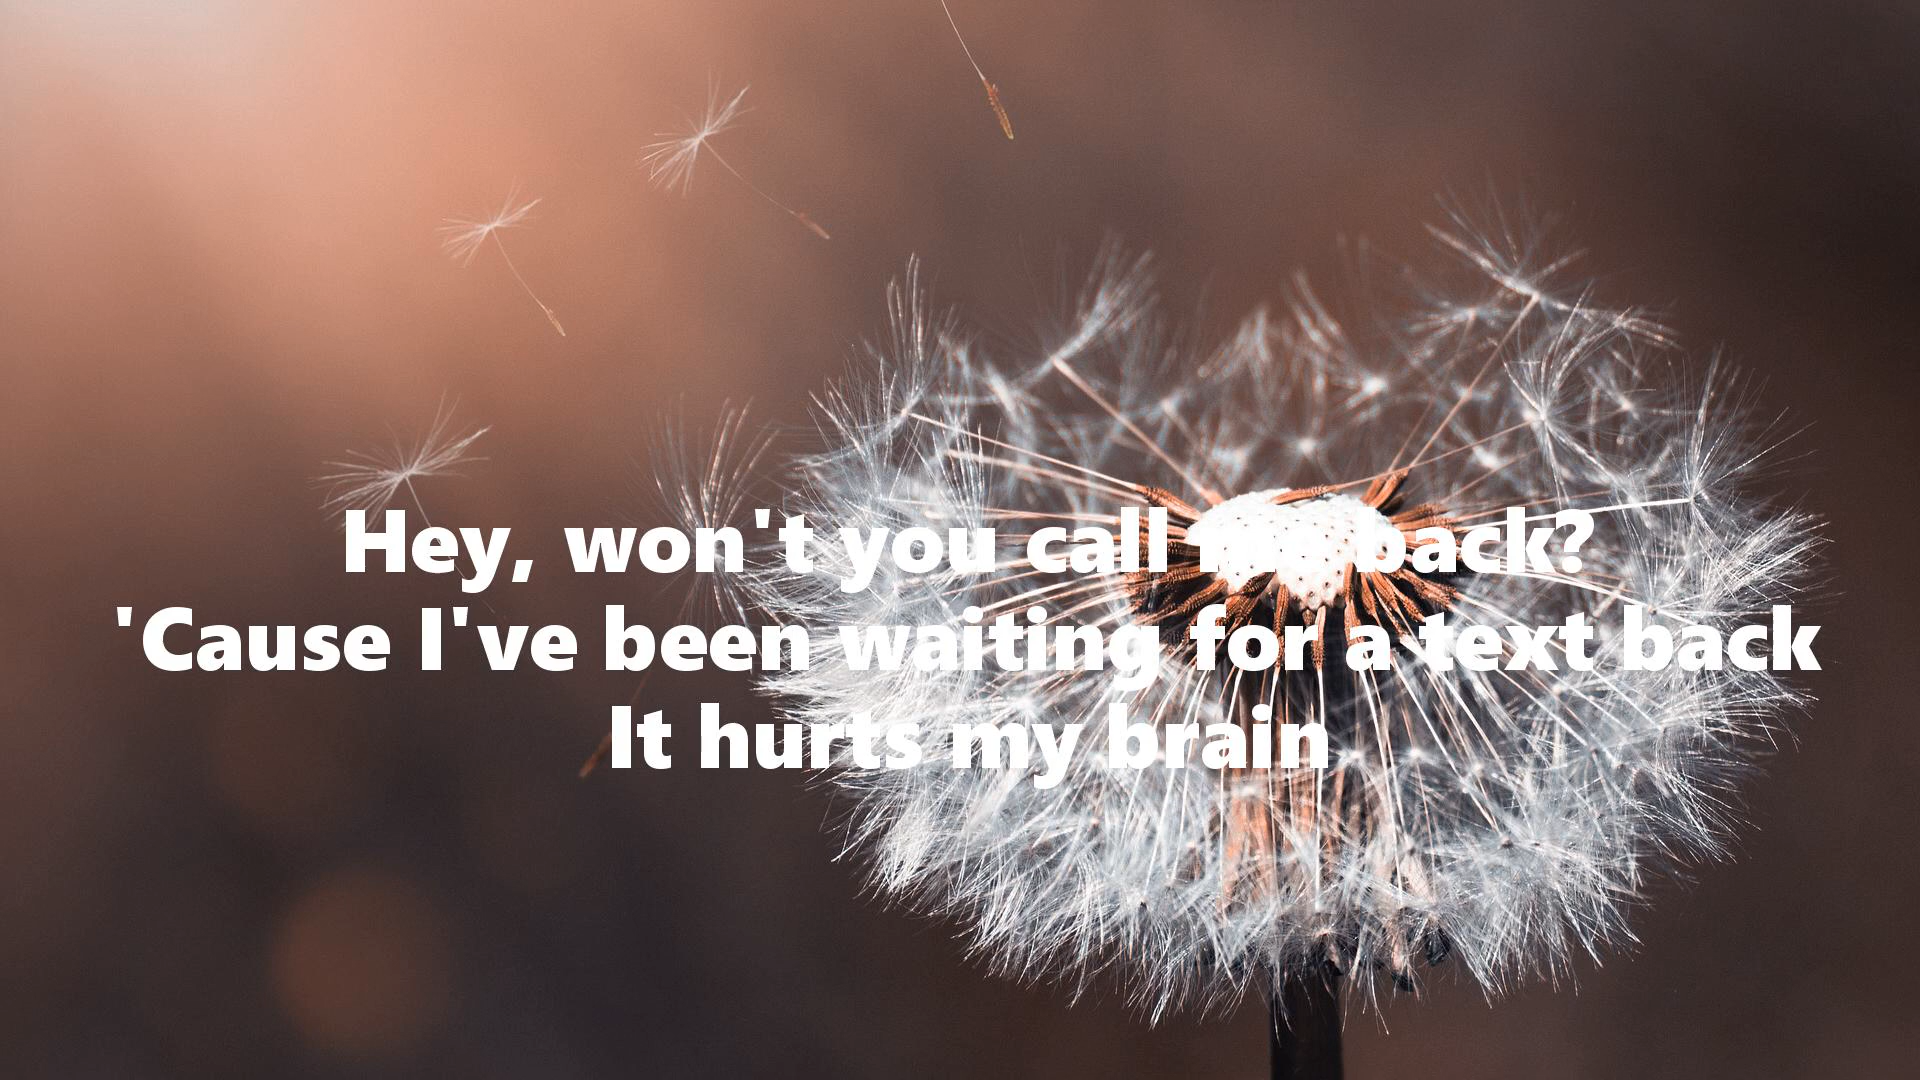 Hey, won't you call me back?
'Cause I've been waiting for a text back
It hurts my brain